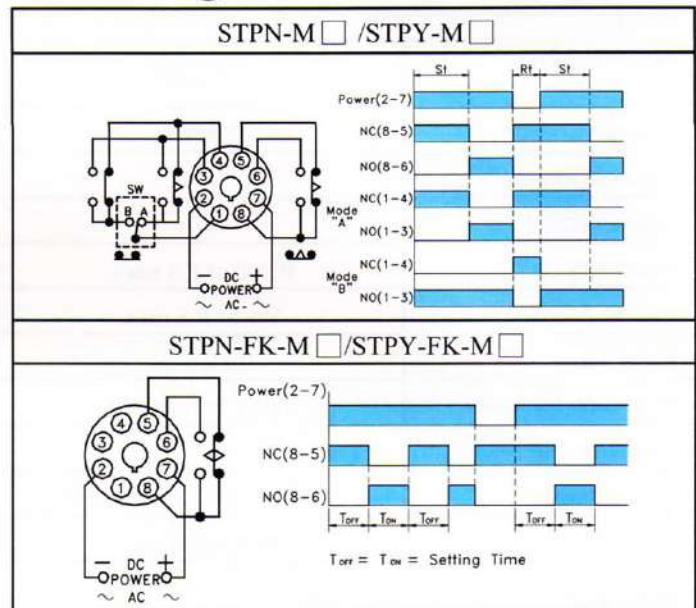 STPN-M□ /STPY-M□
St Rt St
Power(2-7)
NC(8-5)
NO(8-6)
NC(1-4)
Mode "A"
NO(1-3)
NC(1-4)
Mode "B"
NO(1-3)
SW
B A
4 5
3 6
2 7
1 8
− DC +
POWER
~ AC - ~
STPN-FK-M□/STPY-FK-M□
Power(2-7)
NC(8-5)
NO(8-6)
TOFF TON TOFF TOFF TON
TOFF = TON = Setting Time
4 5
3 6
2 7
1 8
− DC +
POWER
~ AC ~